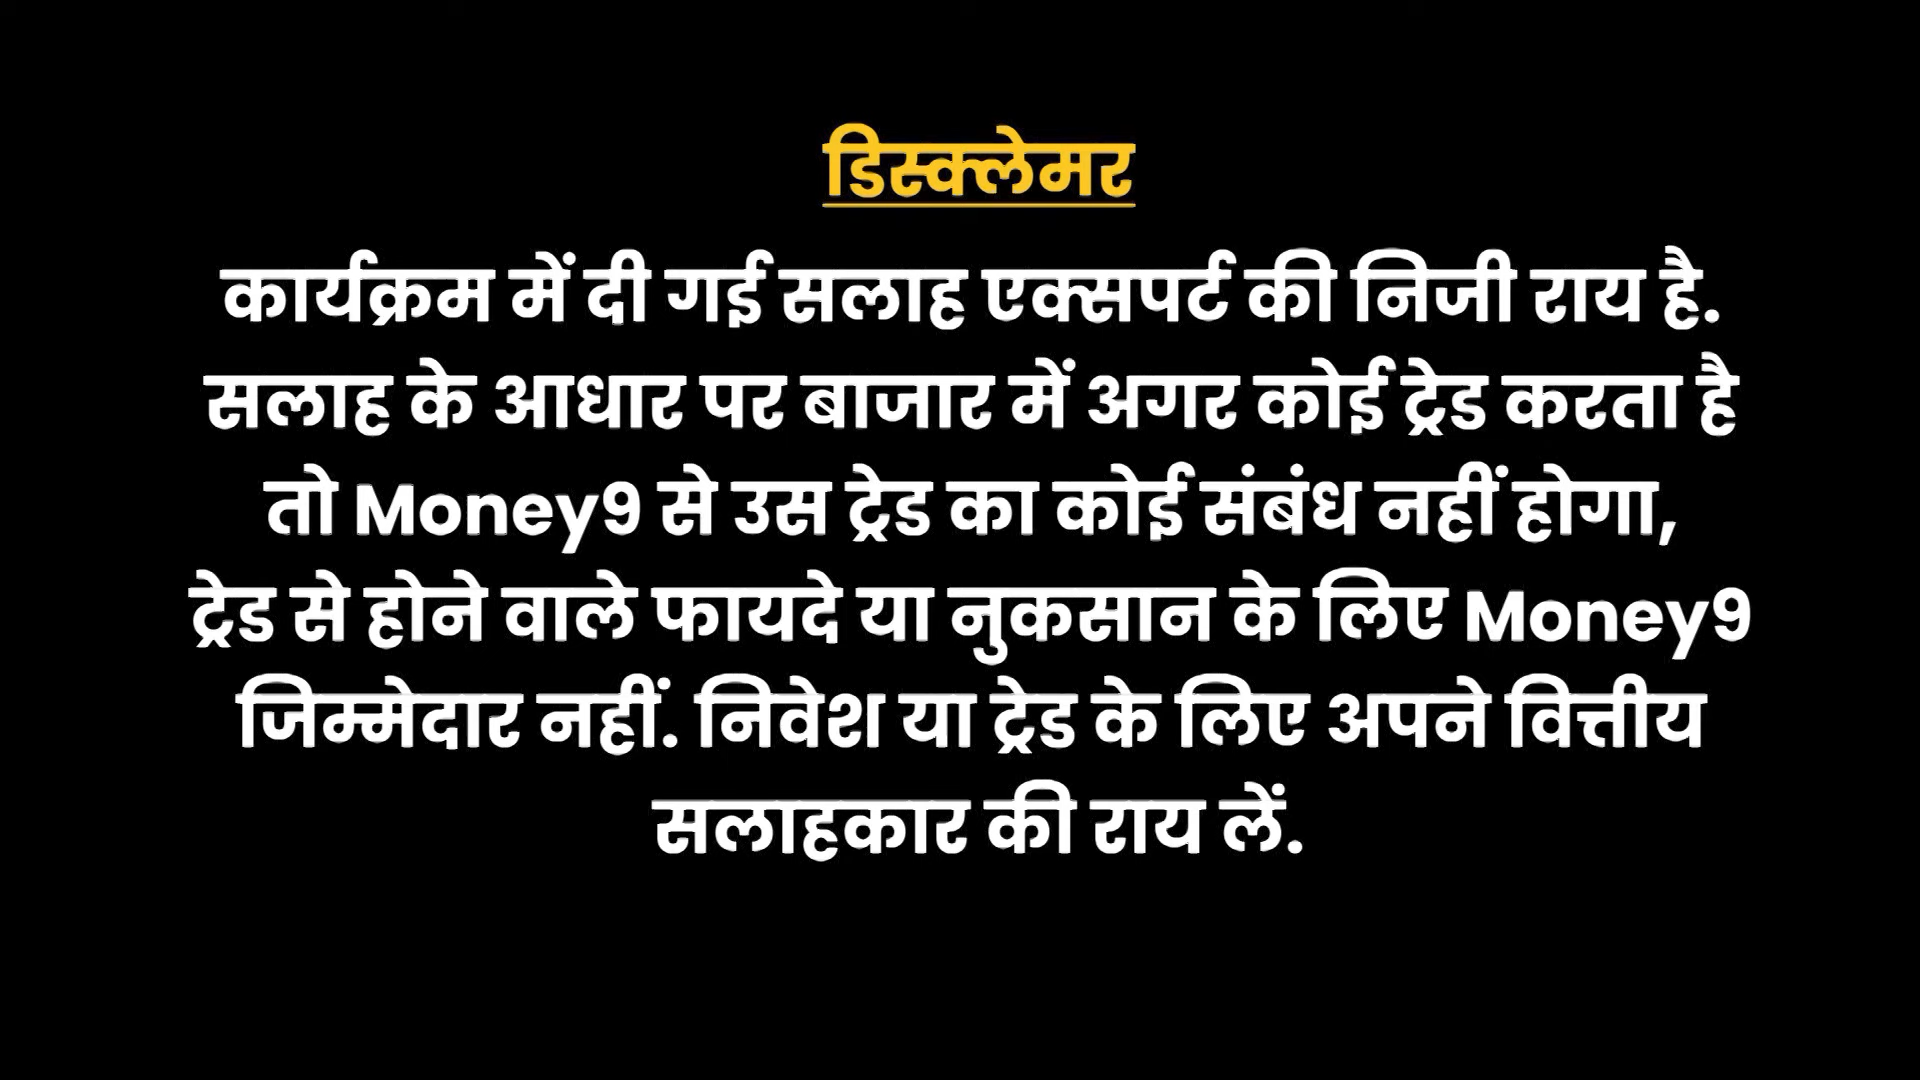 डिस्क्लेमर
कार्यक्रम में दी गई सलाह एक्सपर्ट की निजी राय है.
सलाह के आधार पर बाजार में अगर कोई ट्रेड करता है
तो Money9 से उस ट्रेड का कोई संबंध नहीं होगा,
ट्रेड से होने वाले फायदे या नुकसान के लिए Money9
जिम्मेदार नहीं. निवेश या ट्रेड के लिए अपने वित्तीय
सलाहकार की राय लें.